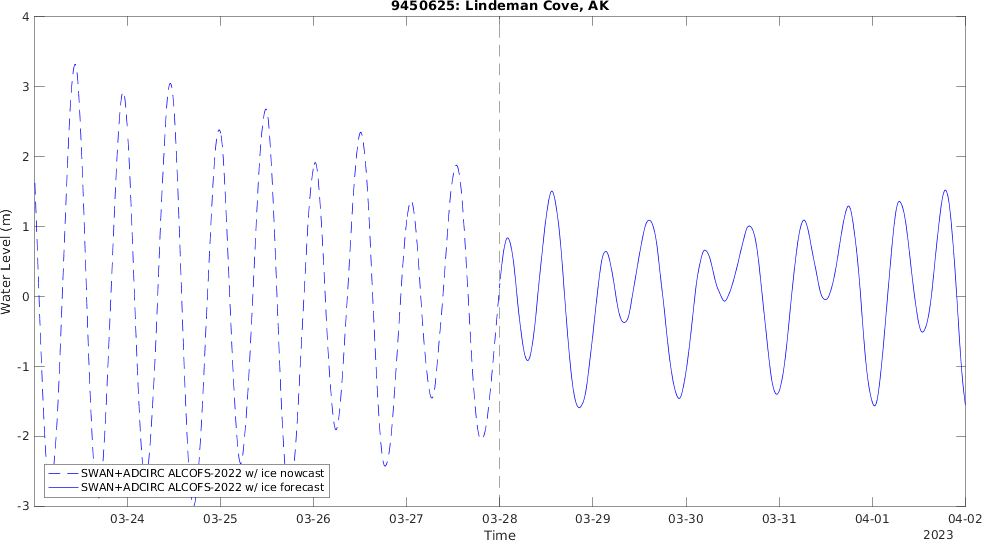 9450625: Lindeman Cove, AK
4
3
2
1
0
-1
-2
-3
Water Level (m)
SWAN+ADCIRC ALCOFS-2022 w/ ice nowcast
SWAN+ADCIRC ALCOFS-2022 w/ ice forecast
03-24 03-25 03-26 03-27 03-28 03-29 03-30 03-31 04-01 04-02
Time
2023